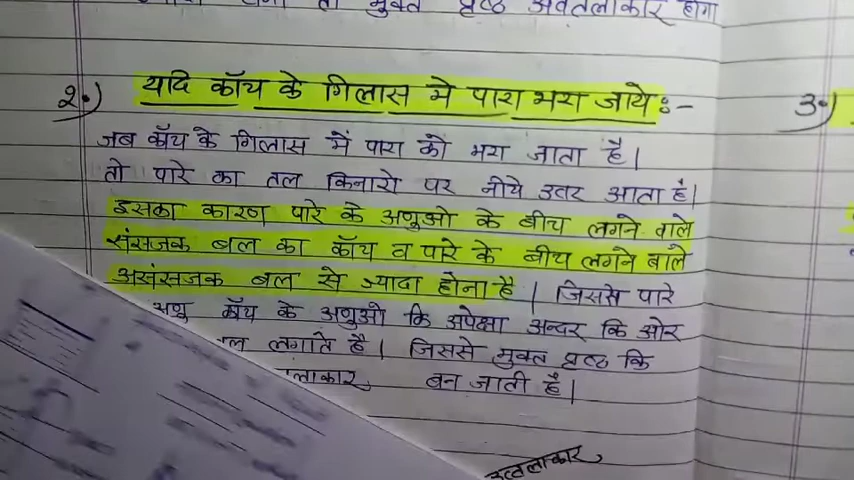 मुक्त पृष्ठ अवतलाकार होगा
2.) यदि कॉच के गिलास मे पारा भरा जाये :-
3.)
जब कॉच के गिलास में पारा को भरा जाता है।
तो पारे का तल किनारो पर नीचे उतर आता है।
इसका कारण पारे के अणुओ के बीच लगने वाले
संसजक बल का कॉच व पारे के बीच लगने बाले
असंसजक बल से ज्यादा होना है। जिससे पारे
अणु कॉच के अणुओ कि अपेक्षा अन्दर कि ओर
लगाते है। जिससे मुक्त प्रष्ठ कि
लाकार बन जाती है।
उत्तलाकार